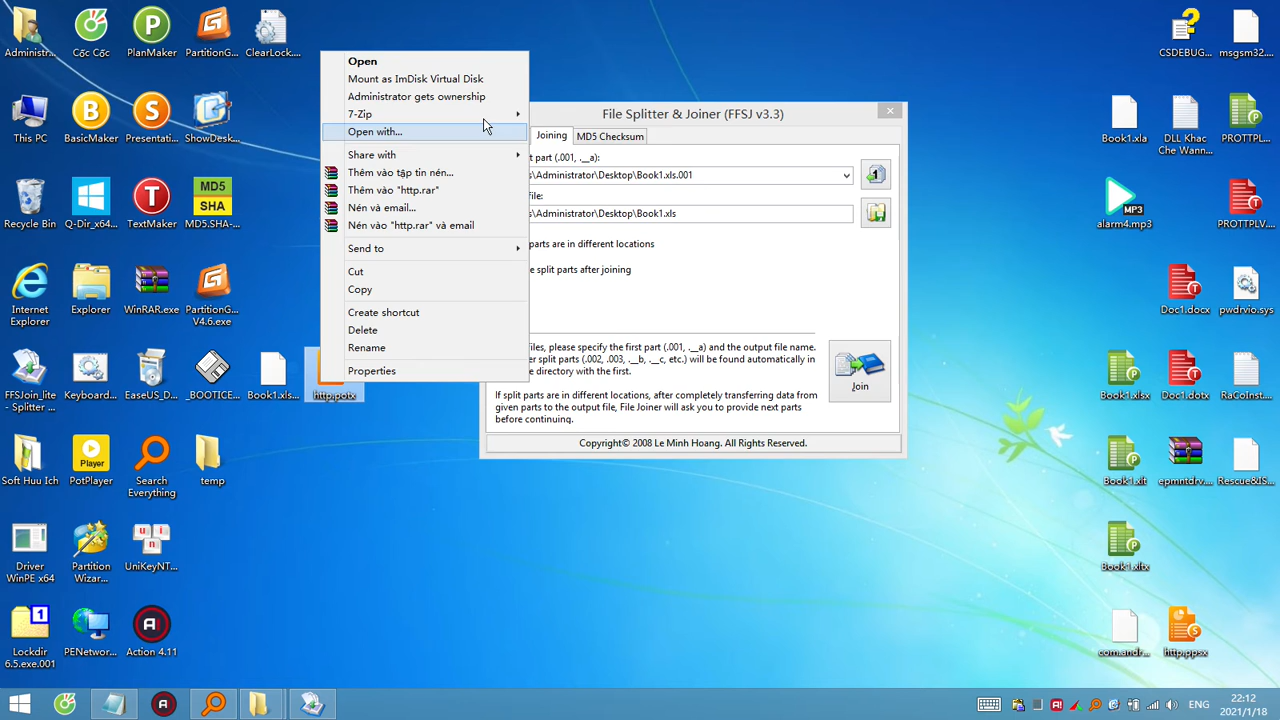 Administr...
Cốc Cốc
PlanMaker
PartitionG...
ClearLock....
This PC
BasicMaker
Presentati...
ShowDesk...
Recycle Bin
Q-Dir_x64...
TextMaker
MD5
SHA
MD5.SHA-...
Internet
Explorer
Explorer
WinRAR.exe
PartitionG...
V4.6.exe
FFSJoin_lite
- Splitter ...
Keyboard...
EaseUS_D...
_BOOTICE...
Book1.xls...
http.potx
Soft Huu Ich
Player
PotPlayer
Search
Everything
temp
Driver
WinPE x64
Partition
Wizar...
UniKeyNT...
1
Lockdir
6.5.exe.001
PENetwor...
Action 4.11
Open
Mount as ImDisk Virtual Disk
Administrator gets ownership
7-Zip
Open with...
Share with
Thêm vào tập tin nén...
Thêm vào "http.rar"
Nén và email...
Nén vào "http.rar" và email
Send to
Cut
Copy
Create shortcut
Delete
Rename
Properties
File Splitter & Joiner (FFSJ v3.3)
Joining
MD5 Checksum
t part (.001, .__a):
s\Administrator\Desktop\Book1.xls.001
file:
s\Administrator\Desktop\Book1.xls
parts are in different locations
e split parts after joining
files, please specify the first part (.001, .__a) and the output file name.
er split parts (.002, .003, .__b, .__c, etc.) will be found automatically in
e directory with the first.
If split parts are in different locations, after completely transferring data from
given parts to the output file, File Joiner will ask you to provide next parts
before continuing.
Join
Copyright© 2008 Le Minh Hoang. All Rights Reserved.
CSDEBUG...
msgsm32....
Book1.xla
DLL Khac
Che Wann...
PROTTPL...
MP3
alarm4.mp3
PROTTPLV...
Doc1.docx
pwdrvio.sys
Book1.xlsx
Doc1.dotx
RaCoInst...
Book1.xlt
epmntdrv....
Rescue&IS...
Book1.xltx
com.andr...
http.ppsx
ENG
22:12
2021/1/18